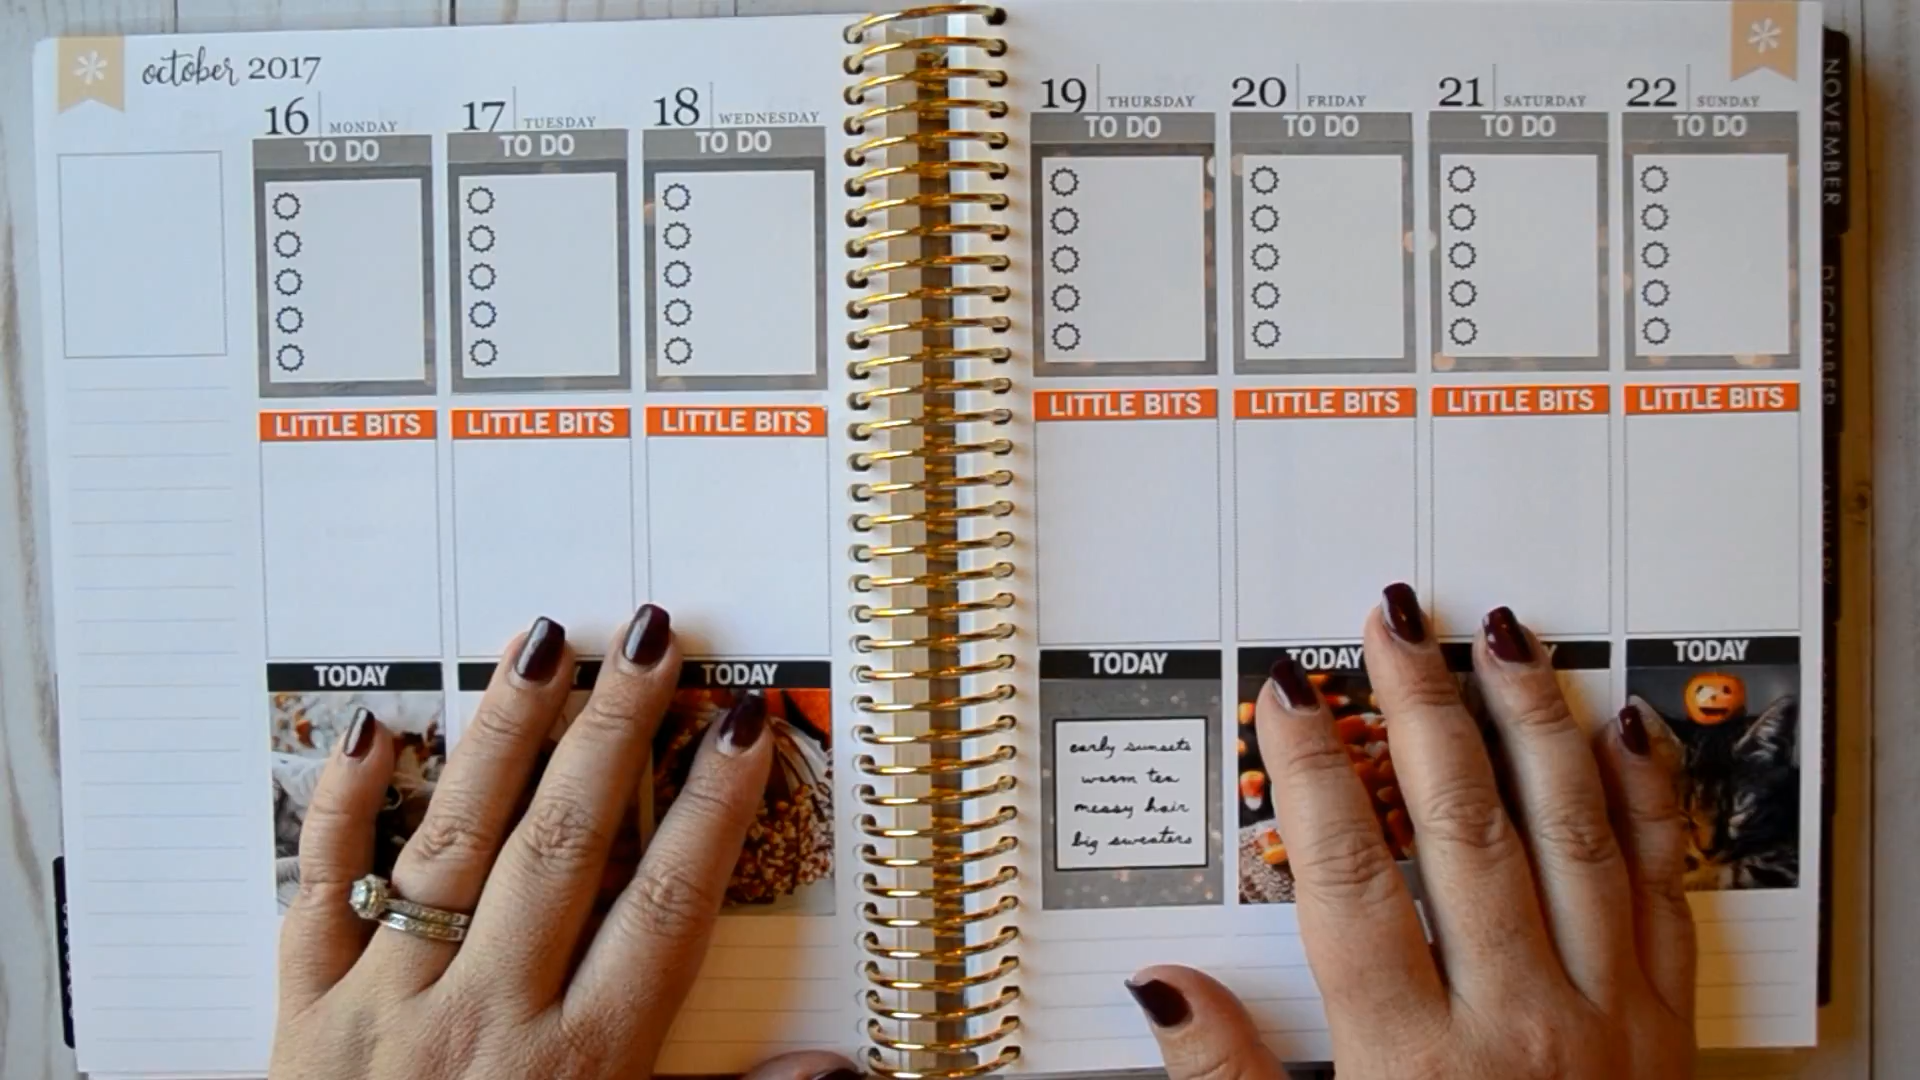 october 2017
16 MONDAY
17 TUESDAY
18 WEDNESDAY
19 THURSDAY
20 FRIDAY
21 SATURDAY
22 SUNDAY
TO DO
TO DO
TO DO
TO DO
TO DO
TO DO
TO DO
LITTLE BITS
LITTLE BITS
LITTLE BITS
LITTLE BITS
LITTLE BITS
LITTLE BITS
LITTLE BITS
TODAY
TODAY
TODAY
TODAY
TODAY
early sunsets
warm tea
messy hair
big sweaters
NOVEMBER
DECEMBER
JANUARY
OCTOBER